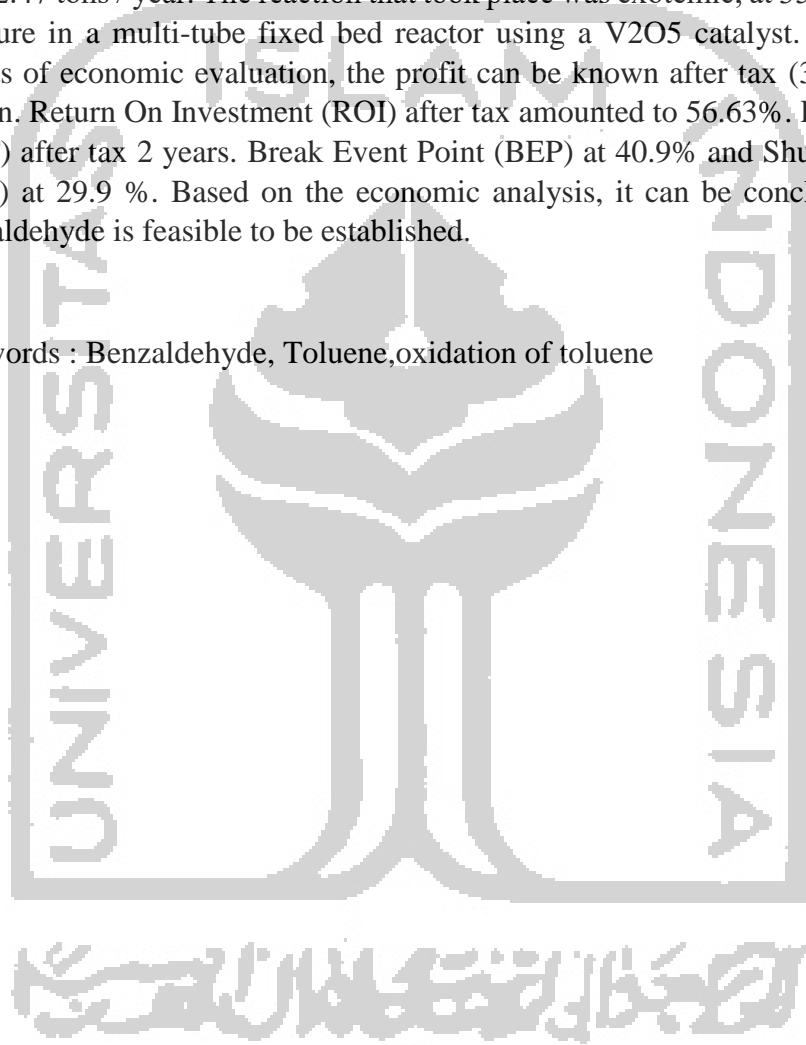 2.47 tons / year. The reaction that took place was exotermic, at 35
ure in a multi-tube fixed bed reactor using a V2O5 catalyst.
s of economic evaluation, the profit can be known after tax (3
n. Return On Investment (ROI) after tax amounted to 56.63%.
) after tax 2 years. Break Event Point (BEP) at 40.9% and Shu
) at 29.9 %. Based on the economic analysis, it can be concl
aldehyde is feasible to be established.
words : Benzaldehyde, Toluene,oxidation of toluene
ISLAM
UNIVERSITAS
INDONESIA